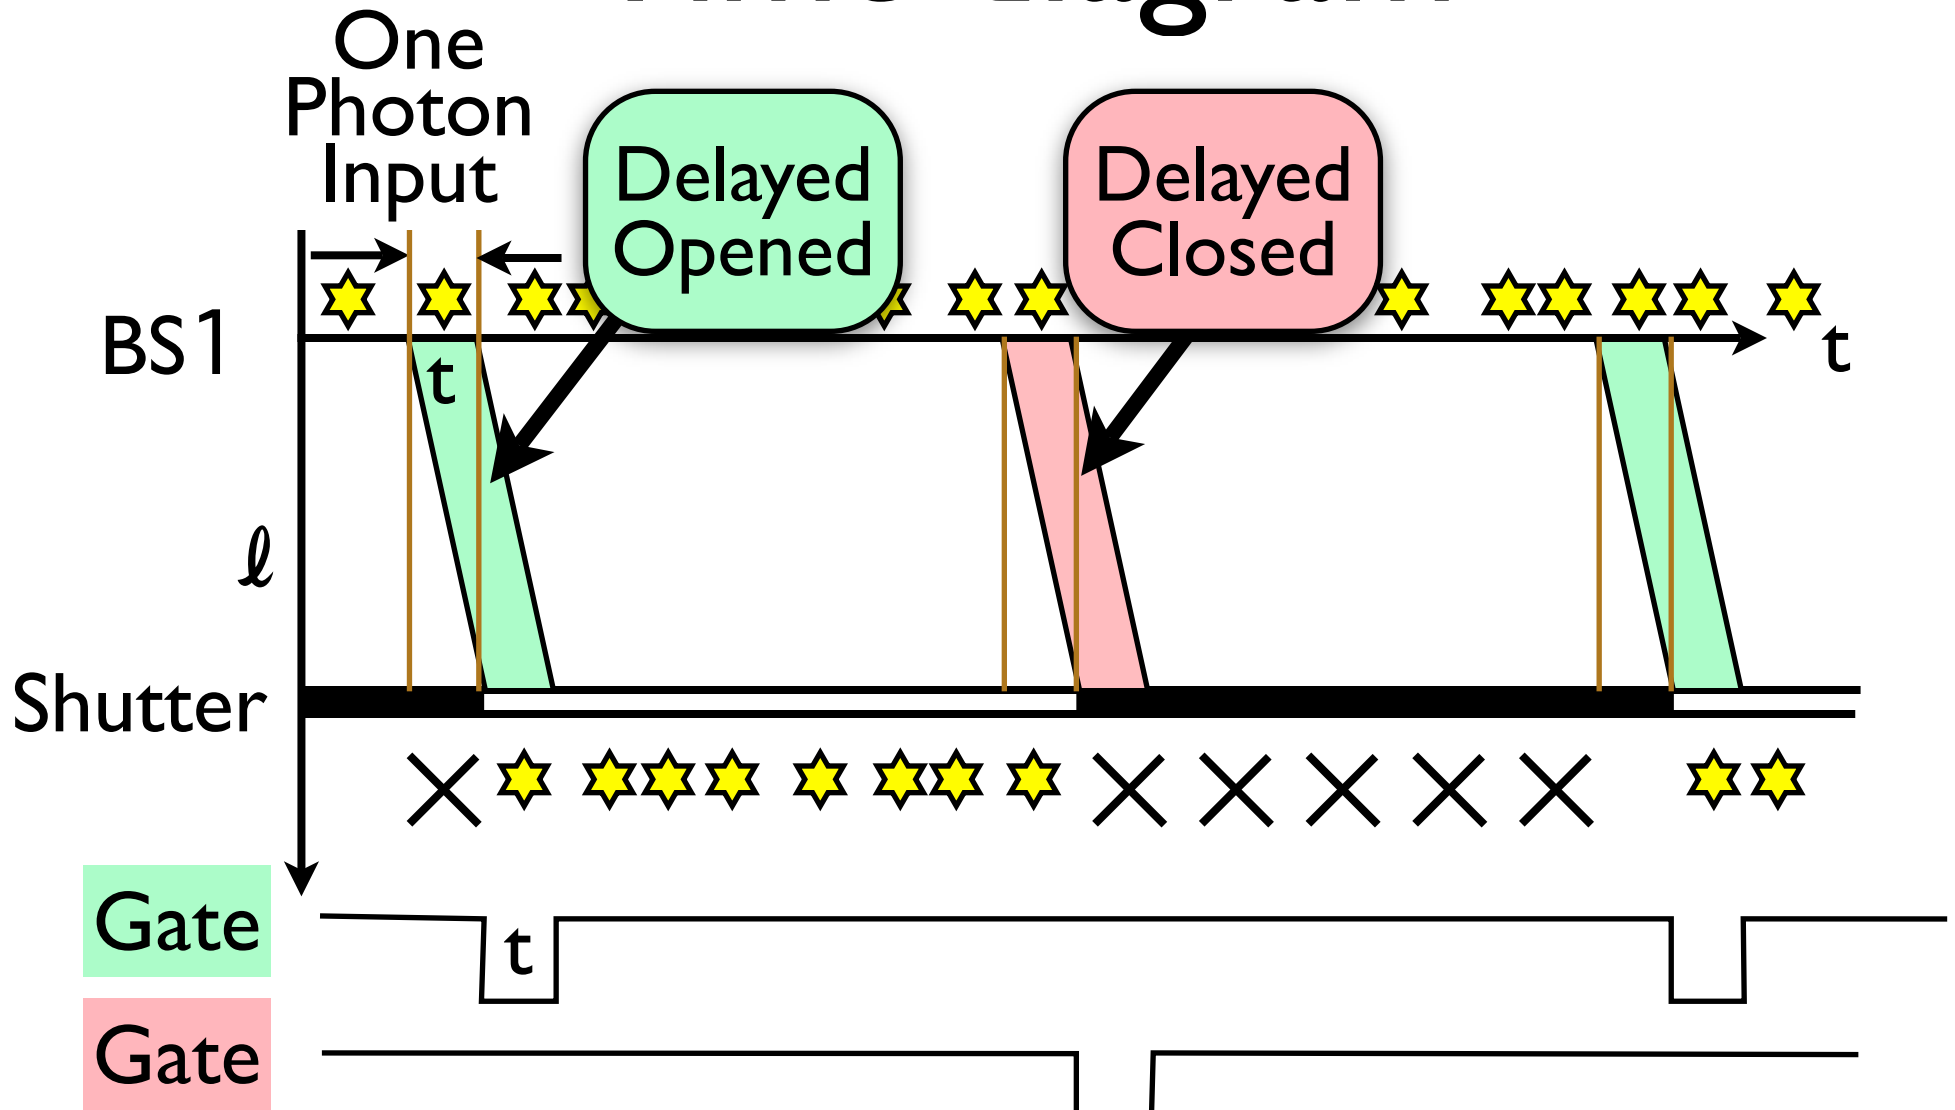 One
Photon
Input
Delayed
Opened
Delayed
Closed
BS1
t
t
ℓ
Shutter
Gate
t
Gate